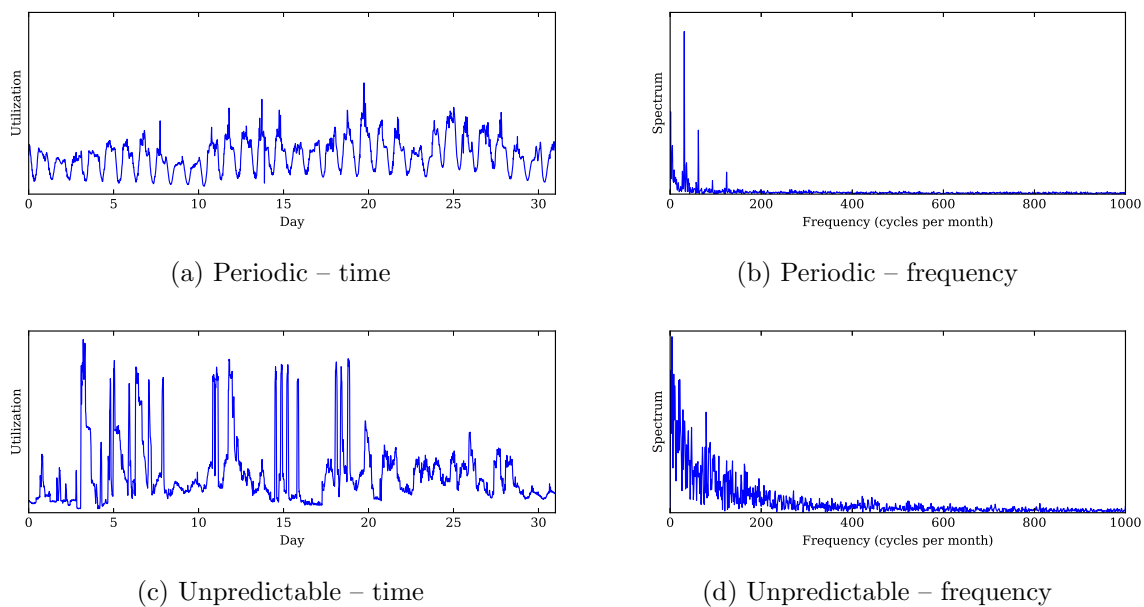 Utilization
0 5 10 15 20 25 30
Day
(a) Periodic – time
Spectrum
0 200 400 600 800 1000
Frequency (cycles per month)
(b) Periodic – frequency
Utilization
0 5 10 15 20 25 30
Day
(c) Unpredictable – time
Spectrum
0 200 400 600 800 1000
Frequency (cycles per month)
(d) Unpredictable – frequency